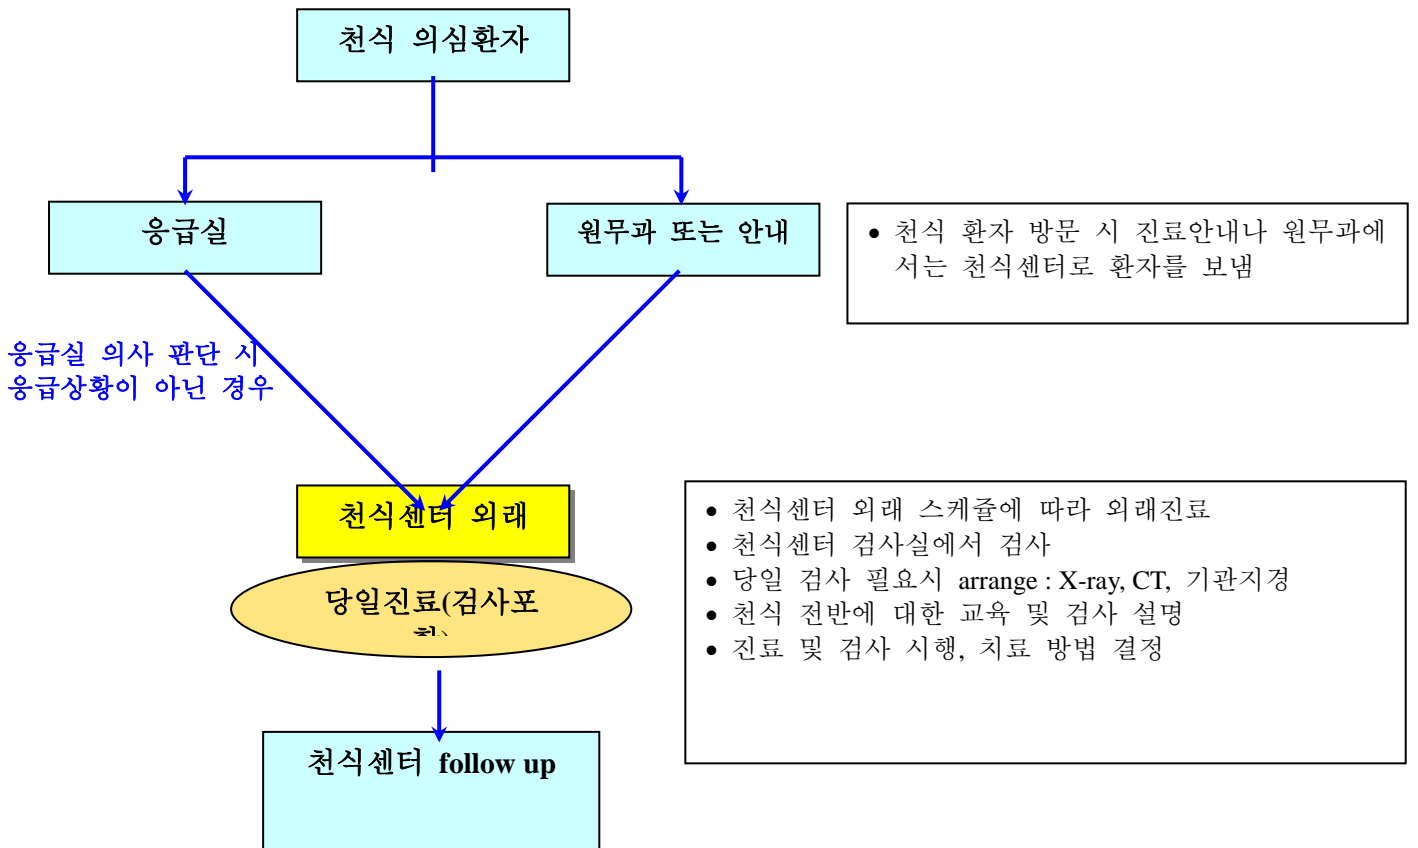 천식 의심환자
응급실
원무과 또는 안내
• 천식 환자 방문 시 진료안내나 원무과에
서는 천식센터로 환자를 보냄
응급실 의사 판단 시
응급상황이 아닌 경우
천식센터 외래
당일진료(검사포
• 천식센터 외래 스케쥴에 따라 외래진료
• 천식센터 검사실에서 검사
• 당일 검사 필요시 arrange : X-ray, CT, 기관지경
• 천식 전반에 대한 교육 및 검사 설명
• 진료 및 검사 시행, 치료 방법 결정
천식센터 follow up